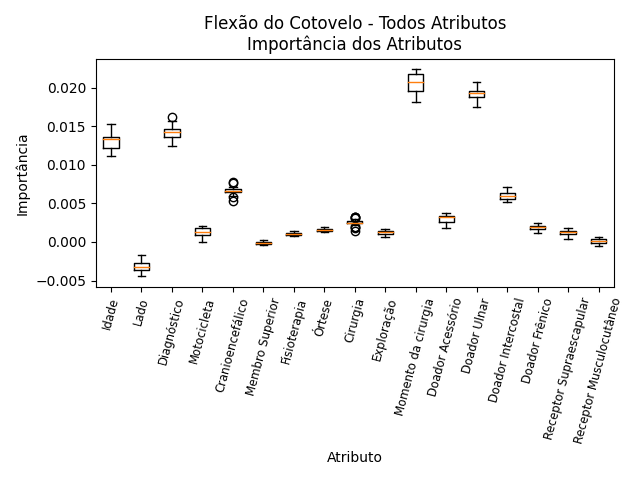 Flexão do Cotovelo - Todos Atributos
Importância dos Atributos
Importância
0.020
0.015
0.010
0.005
0.000
−0.005
Idade
Lado
Diagnóstico
Motocicleta
Cranioencefálico
Membro Superior
Fisioterapia
Órtese
Cirurgia
Exploração
Momento da cirurgia
Doador Acessório
Doador Ulnar
Doador Intercostal
Doador Frênico
Receptor Supraescapular
Receptor Musculocutâneo
Atributo